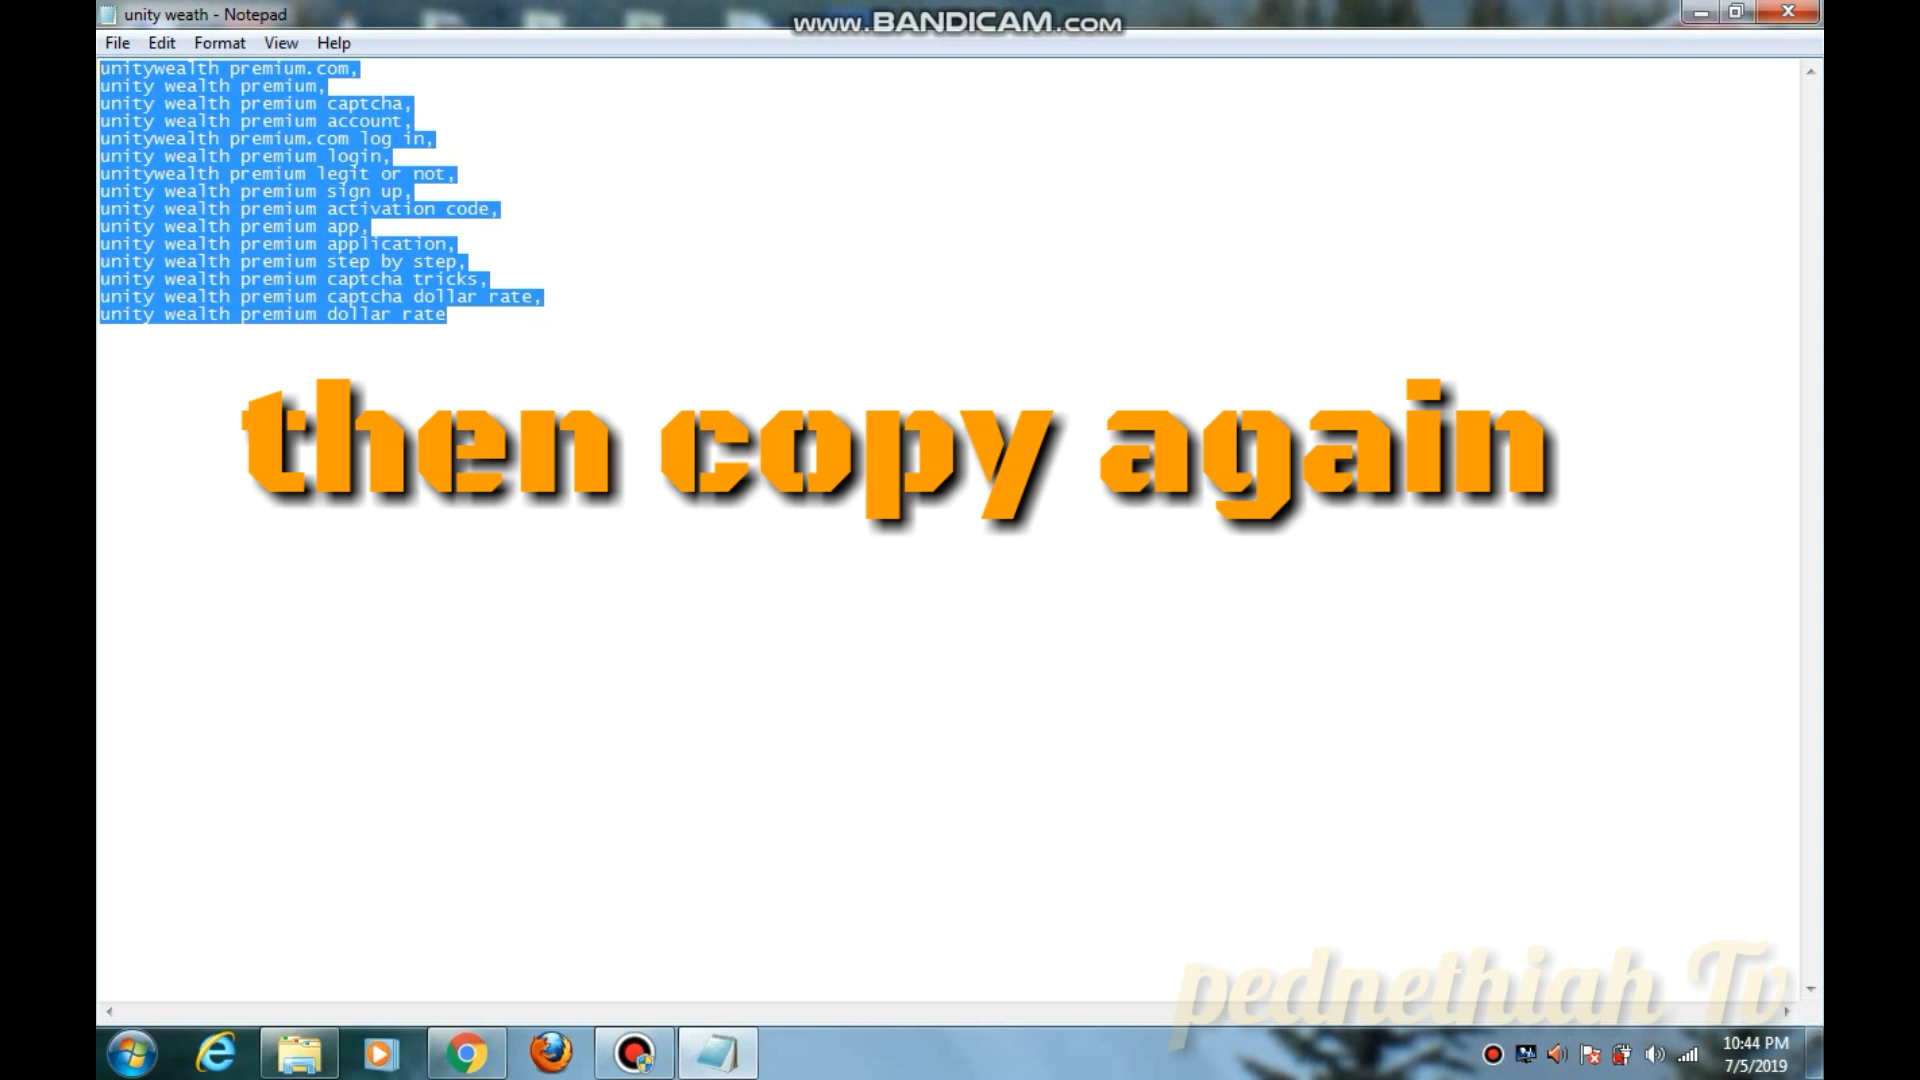 unity weath - Notepad
www.BANDICAM.com
File Edit Format View Help
unitywealth premium.com,
unity wealth premium,
unity wealth premium captcha,
unity wealth premium account,
unitywealth premium.com log in,
unity wealth premium login,
unitywealth premium legit or not,
unity wealth premium sign up,
unity wealth premium activation code,
unity wealth premium app,
unity wealth premium application,
unity wealth premium step by step,
unity wealth premium captcha tricks,
unity wealth premium captcha dollar rate,
unity wealth premium dollar rate
then copy again
pednethiah Tv
10:44 PM
7/5/2019